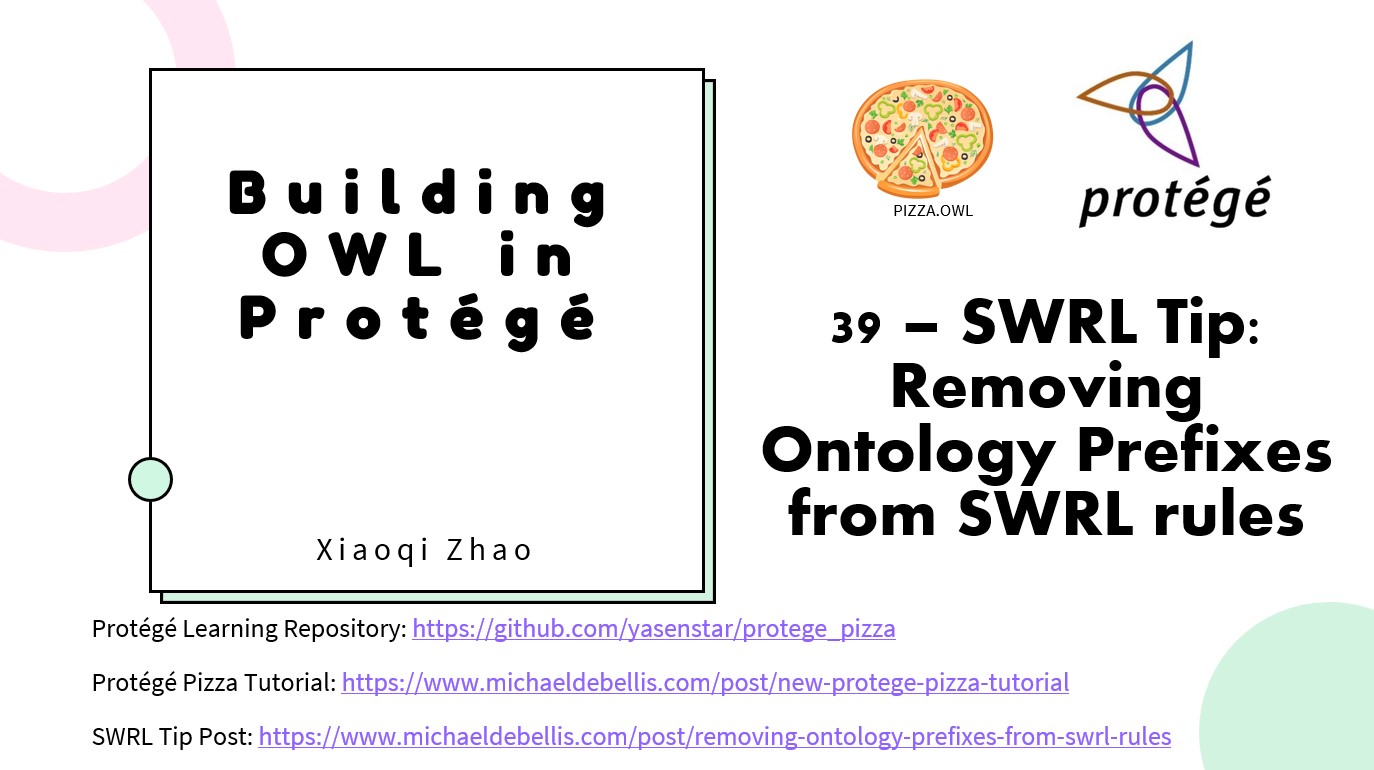 Building
OWL in
Protégé
Xiaoqi Zhao
PIZZA.OWL
protégé
39 – SWRL Tip:
Removing
Ontology Prefixes
from SWRL rules
Protégé Learning Repository: https://github.com/yasenstar/protege_pizza
Protégé Pizza Tutorial: https://www.michaeldebellis.com/post/new-protege-pizza-tutorial
SWRL Tip Post: https://www.michaeldebellis.com/post/removing-ontology-prefixes-from-swrl-rules